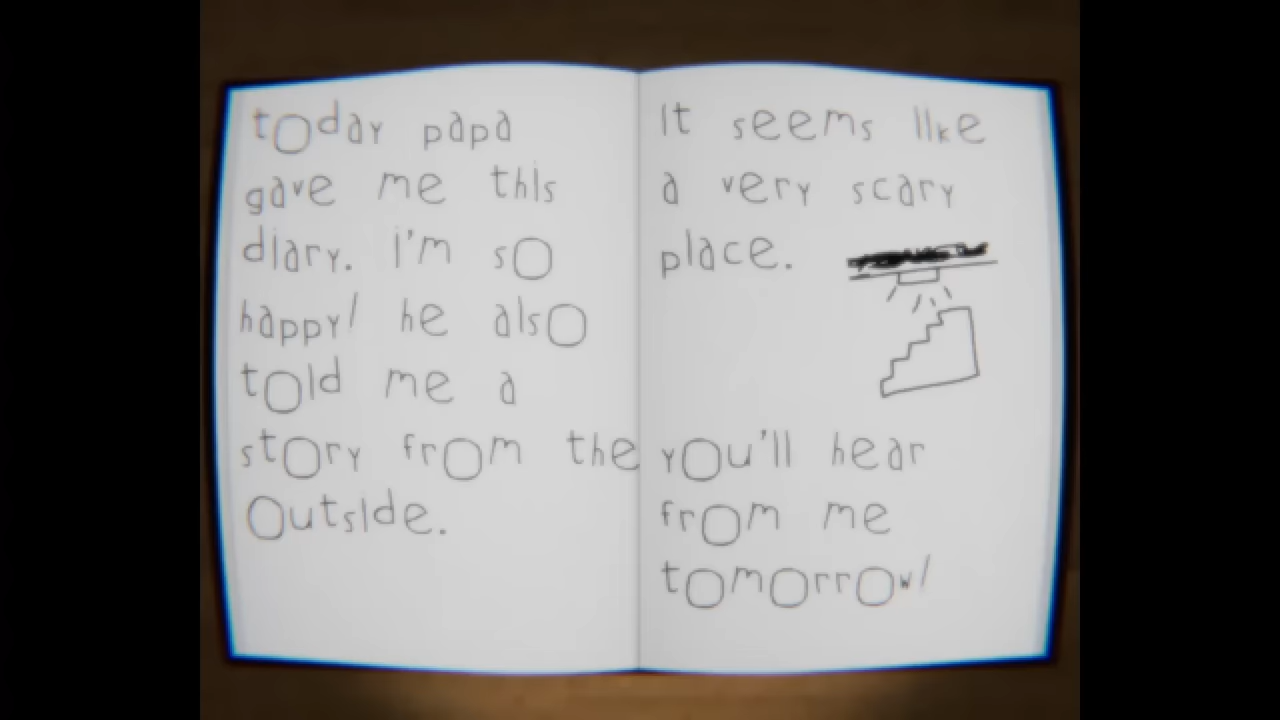 today papa
gave me this
diary. i'm so
happy! he also
told me a
story from the
outside.
It seems like
a very scary
place.
you'll hear
from me
tomorrow!